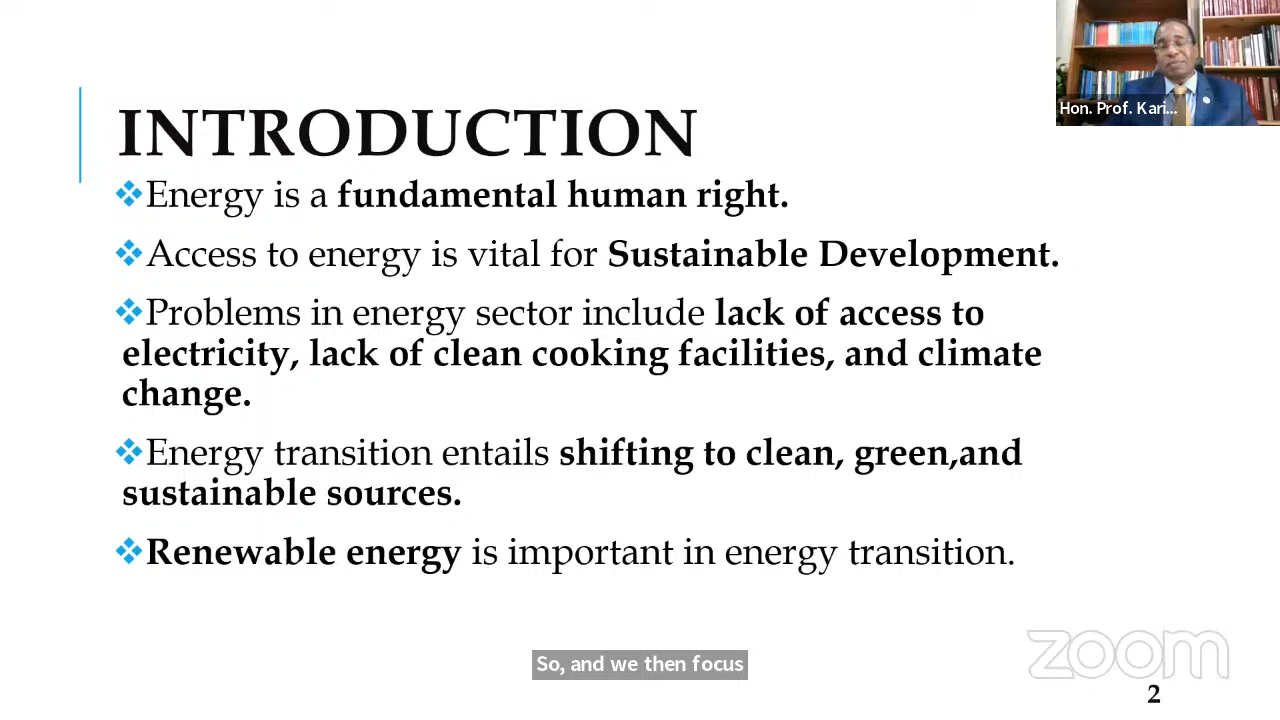 Hon. Prof. Kari...
INTRODUCTION
❖Energy is a fundamental human right.
❖Access to energy is vital for Sustainable Development.
❖Problems in energy sector include lack of access to
electricity, lack of clean cooking facilities, and climate
change.
❖Energy transition entails shifting to clean, green,and
sustainable sources.
❖Renewable energy is important in energy transition.
So, and we then focus
zoom
2